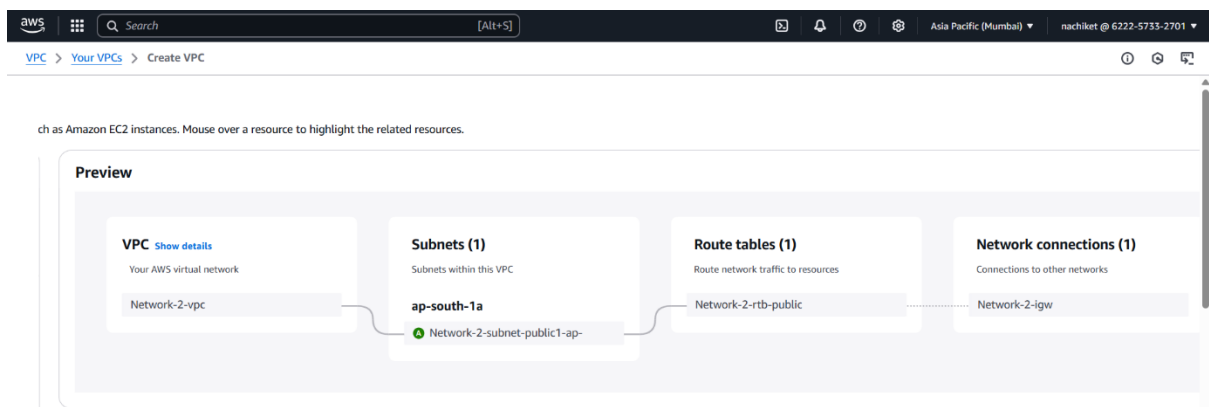 aws Search [Alt+S] Asia Pacific (Mumbai) ▼ nachiket @ 6222-5733-2701 ▼
VPC > Your VPCs > Create VPC
ch as Amazon EC2 instances. Mouse over a resource to highlight the related resources.
Preview
VPC Show details
Your AWS virtual network
Network-2-vpc
Subnets (1)
Subnets within this VPC
ap-south-1a
A Network-2-subnet-public1-ap-
Route tables (1)
Route network traffic to resources
Network-2-rtb-public
Network connections (1)
Connections to other networks
Network-2-igw